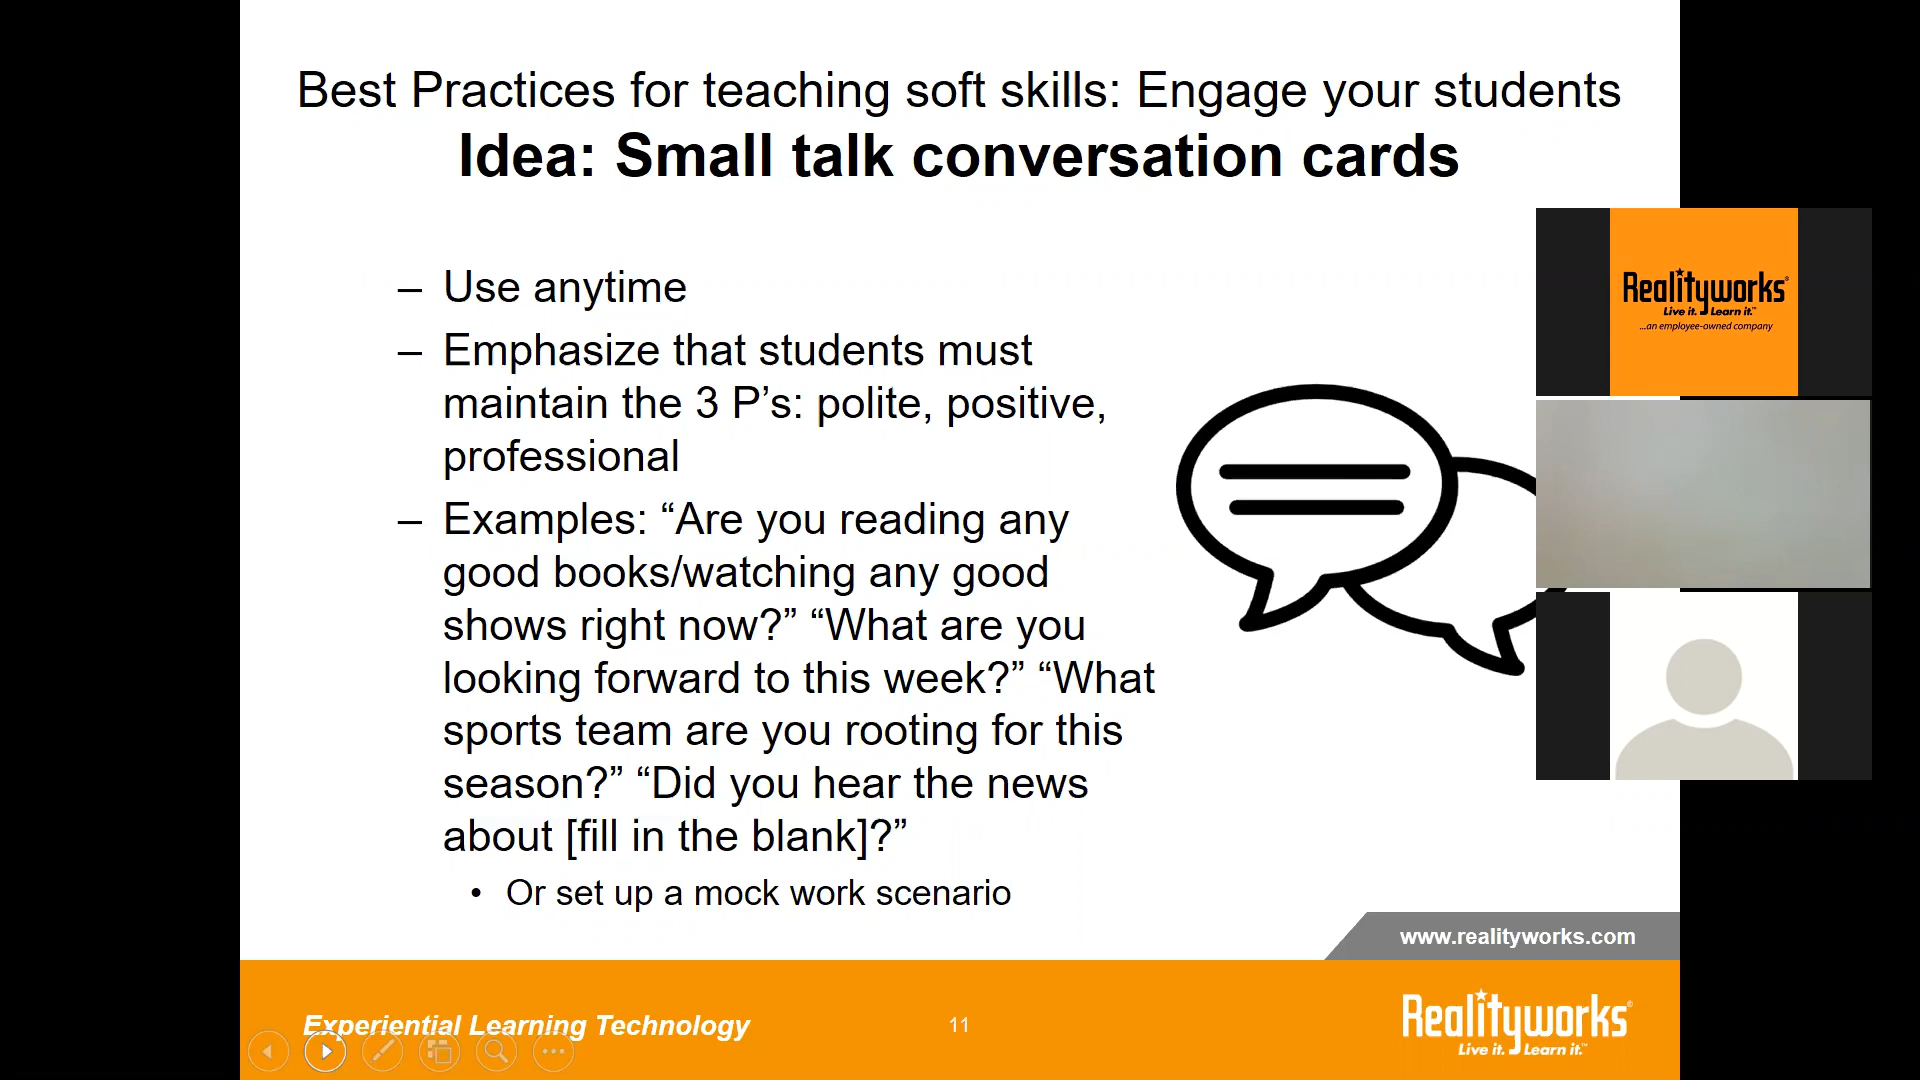 Best Practices for teaching soft skills: Engage your students
Idea: Small talk conversation cards
– Use anytime
– Emphasize that students must
maintain the 3 P’s: polite, positive,
professional
– Examples: “Are you reading any
good books/watching any good
shows right now?” “What are you
looking forward to this week?” “What
sports team are you rooting for this
season?” “Did you hear the news
about [fill in the blank]?”
• Or set up a mock work scenario
Realityworks®
Live it. Learn it.™
...an employee-owned company
www.realityworks.com
Experiential Learning Technology
11
Realityworks®
Live it. Learn it.™